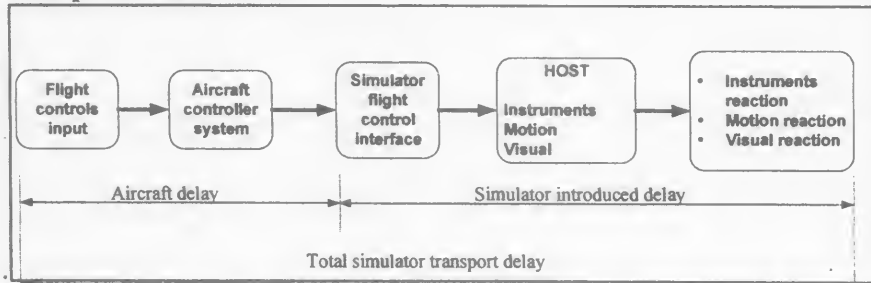 Flight
controls
input
Aircraft
controller
system
Simulator
flight
control
interface
HOST
Instruments
Motion
Visual
• Instruments
reaction
• Motion reaction
• Visual reaction
Aircraft delay
Simulator introduced delay
Total simulator transport delay